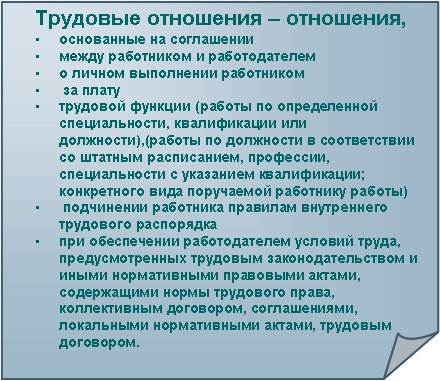 Трудовые отношения – отношения,
• основанные на соглашении
• между работником и работодателем
• о личном выполнении работником
• за плату
• трудовой функции (работы по определенной
специальности, квалификации или
должности),(работы по должности в соответствии
со штатным расписанием, профессии,
специальности с указанием квалификации;
конкретного вида поручаемой работнику работы)
• подчинении работника правилам внутреннего
трудового распорядка
• при обеспечении работодателем условий труда,
предусмотренных трудовым законодательством и
иными нормативными правовыми актами,
содержащими нормы трудового права,
коллективным договором, соглашениями,
локальными нормативными актами, трудовым
договором.